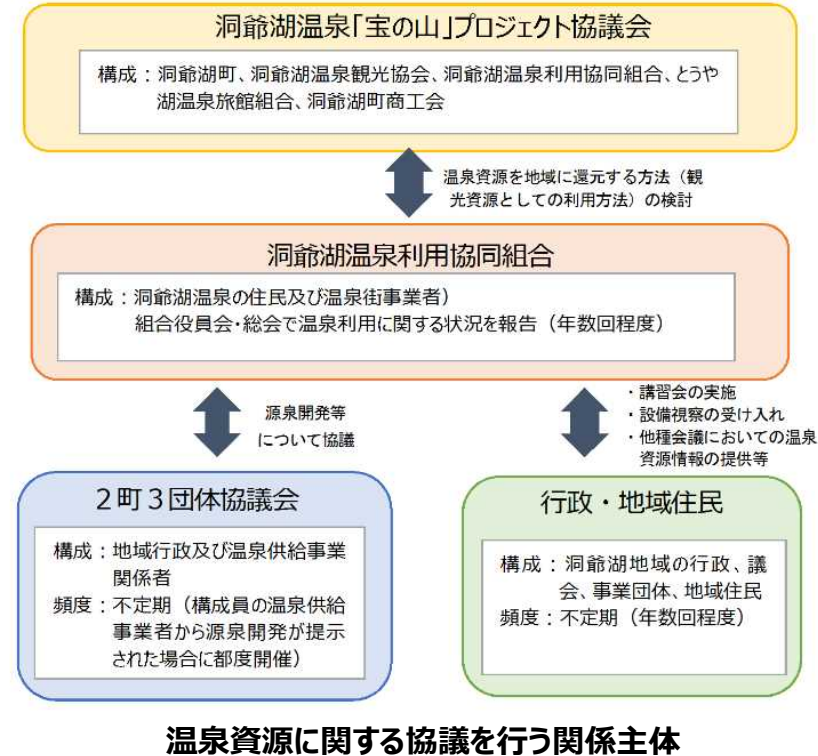 洞爺湖温泉｢宝の山｣プロジェクト協議会
構成：洞爺湖町、洞爺湖温泉観光協会、洞爺湖温泉利用協同組合、とうや
湖温泉旅館組合、洞爺湖町商工会
温泉資源を地域に還元する方法（観
光資源としての利用方法）の検討
洞爺湖温泉利用協同組合
構成：洞爺湖温泉の住民及び温泉街事業者）
組合役員会・総会で温泉利用に関する状況を報告（年数回程度）
源泉開発等
について協議
・講習会の実施
・設備視察の受け入れ
・他種会議においての温泉
資源情報の提供等
２町３団体協議会
構成：地域行政及び温泉供給事業
関係者
頻度：不定期（構成員の温泉供給
事業者から源泉開発が提示
された場合に都度開催）
行政・地域住民
構成：洞爺湖地域の行政、議
会、事業団体、地域住民
頻度：不定期（年数回程度）
温泉資源に関する協議を行う関係主体